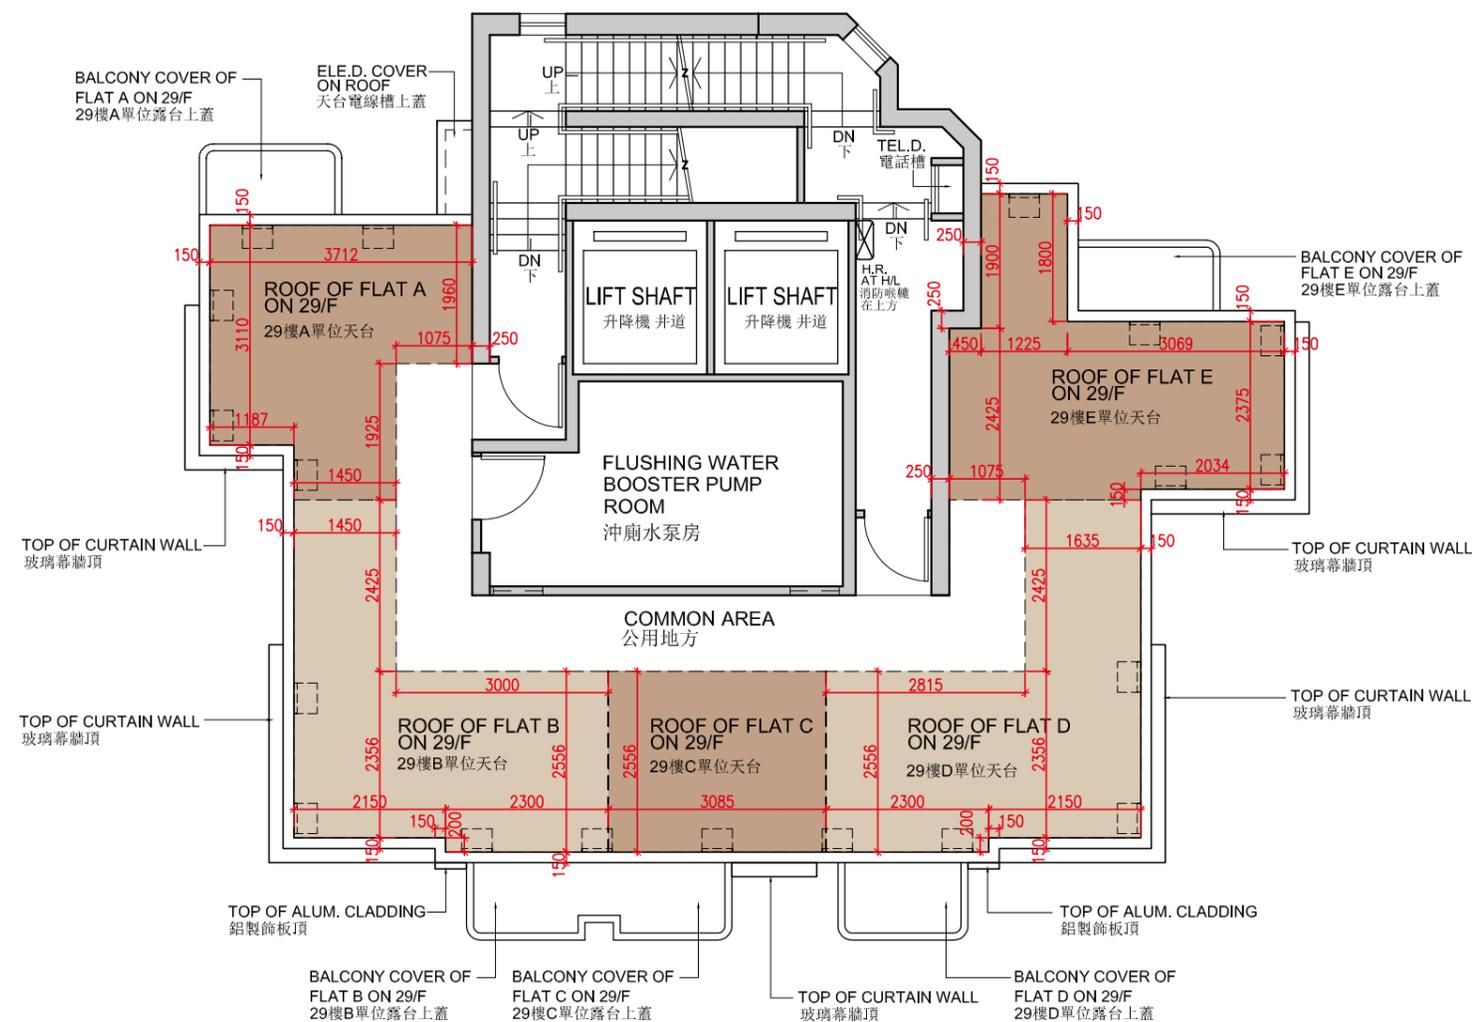 BALCONY COVER OF
FLAT A ON 29/F
29樓A單位露台上蓋
ELE.D. COVER
ON ROOF
天台電線槽上蓋
UP
上
UP
上
DN
下
TEL.D.
電話槽
DN
下
DN
下
150
150
3712
1960
3110
1075
250
ROOF OF FLAT A
ON 29/F
29樓A單位天台
1187
150
1925
1450
LIFT SHAFT
升降機 井道
LIFT SHAFT
升降機 井道
H.R.
AT H/L
消防喉轆
在上方
250
250
150
150
1900
1800
BALCONY COVER OF
FLAT E ON 29/F
29樓E單位露台上蓋
150
450
1225
3069
150
ROOF OF FLAT E
ON 29/F
29樓E單位天台
2425
2375
250
1075
2034
150
150
FLUSHING WATER
BOOSTER PUMP
ROOM
沖廁水泵房
TOP OF CURTAIN WALL
玻璃幕牆頂
150
1450
2425
1635
150
2425
TOP OF CURTAIN WALL
玻璃幕牆頂
COMMON AREA
公用地方
3000
2815
TOP OF CURTAIN WALL
玻璃幕牆頂
TOP OF CURTAIN WALL
玻璃幕牆頂
ROOF OF FLAT B
ON 29/F
29樓B單位天台
ROOF OF FLAT C
ON 29/F
29樓C單位天台
ROOF OF FLAT D
ON 29/F
29樓D單位天台
2356
2556
2556
2556
2356
2150
2300
3085
2300
2150
150
200
200
150
150
150
150
TOP OF ALUM. CLADDING
鋁製飾板頂
TOP OF ALUM. CLADDING
鋁製飾板頂
BALCONY COVER OF
FLAT B ON 29/F
29樓B單位露台上蓋
BALCONY COVER OF
FLAT C ON 29/F
29樓C單位露台上蓋
TOP OF CURTAIN WALL
玻璃幕牆頂
BALCONY COVER OF
FLAT D ON 29/F
29樓D單位露台上蓋